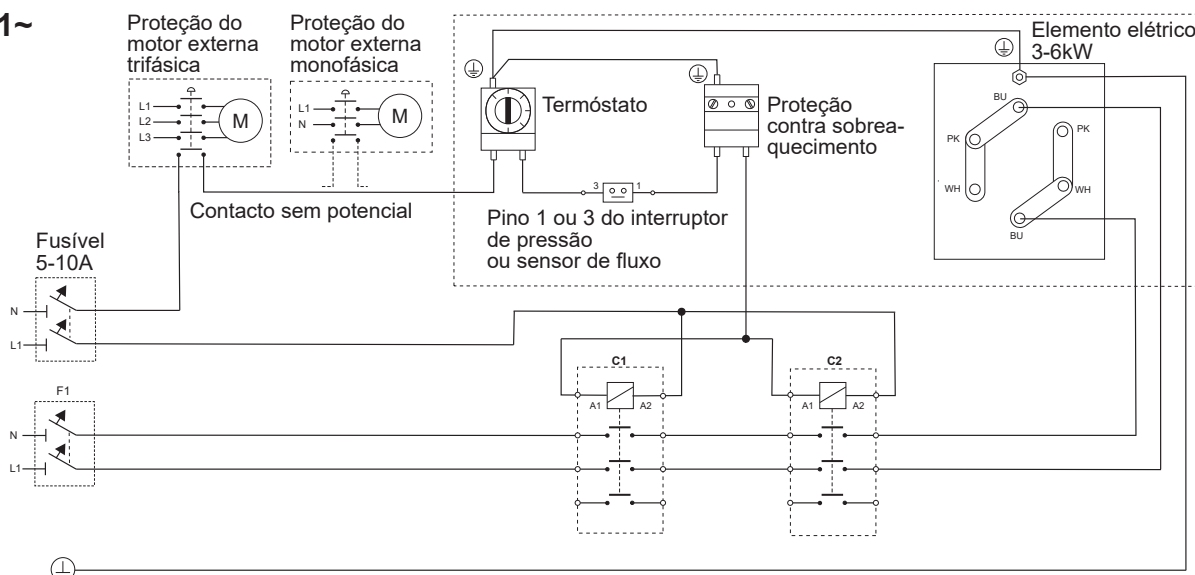 1~
Proteção do
motor externa
trifásica
Proteção do
motor externa
monofásica
Elemento elétrico
3-6kW
L1
L2
L3
M
L1
N
M
Termóstato
Proteção
contra sobrea-
quecimento
BU
PK
WH
PK
WH
BU
3
1
Contacto sem potencial
Pino 1 ou 3 do interruptor
de pressão
ou sensor de fluxo
Fusível
5-10A
N
L1
C1
A1
A2
C2
A1
A2
F1
N
L1